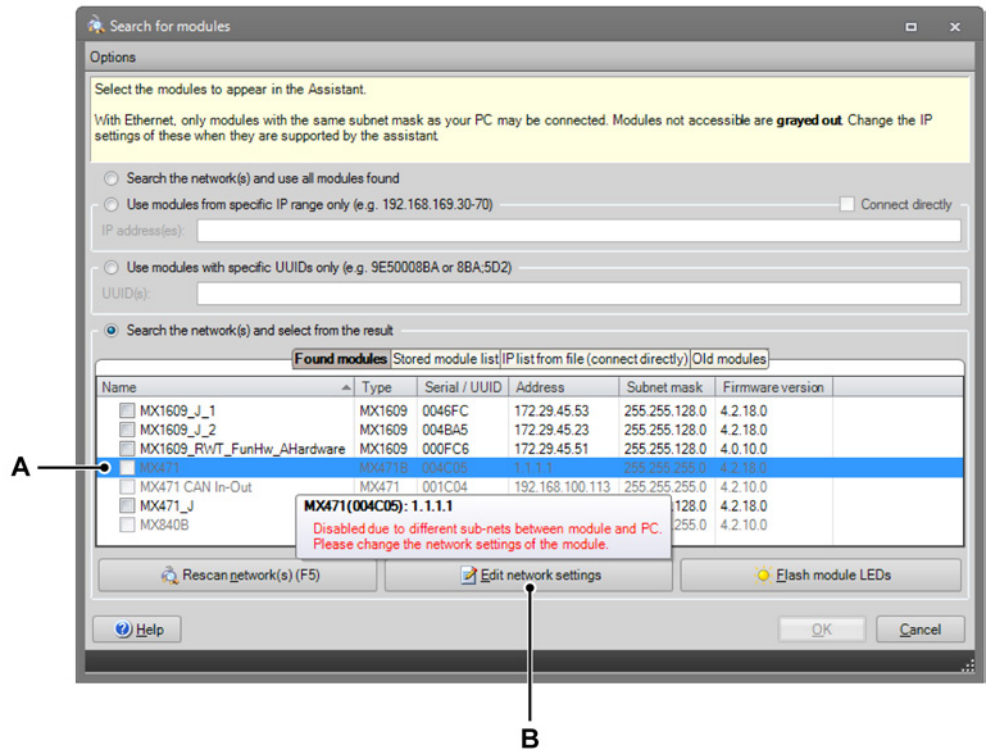 Search for modules
Options
Select the modules to appear in the Assistant.
With Ethernet, only modules with the same subnet mask as your PC may be connected. Modules not accessible are grayed out. Change the IP
settings of these when they are supported by the assistant
Search the network(s) and use all modules found
Use modules from specific IP range only (e.g. 192.168.169.30-70) Connect directly
IP address(es):
Use modules with specific UUIDs only (e.g. 9E50008BA or 8BA;5D2)
UUID(s):
Search the network(s) and select from the result
Found modules Stored module list IP list from file (connect directly) Old modules
Name Type Serial / UUID Address Subnet mask Firmware version
MX1609_J_1 MX1609 0046FC 172.29.45.53 255.255.128.0 4.2.18.0
MX1609_J_2 MX1609 004BA5 172.29.45.23 255.255.128.0 4.2.18.0
MX1609_RWT_FunHw_AHardware MX1609 000FC6 172.29.45.51 255.255.128.0 4.0.10.0
A MX471 MX471B 004C05 1.1.1.1 255.255.255.0 4.2.18.0
MX471 CAN In-Out MX471 001C04 192.168.100.113 255.255.255.0 4.2.10.0
MX471_J 128.0 4.2.18.0
MX840B 255.0 4.2.10.0
MX471(004C05): 1.1.1.1
Disabled due to different sub-nets between module and PC.
Please change the network settings of the module.
Rescan network(s) (F5) Edit network settings Flash module LEDs
Help OK Cancel
B